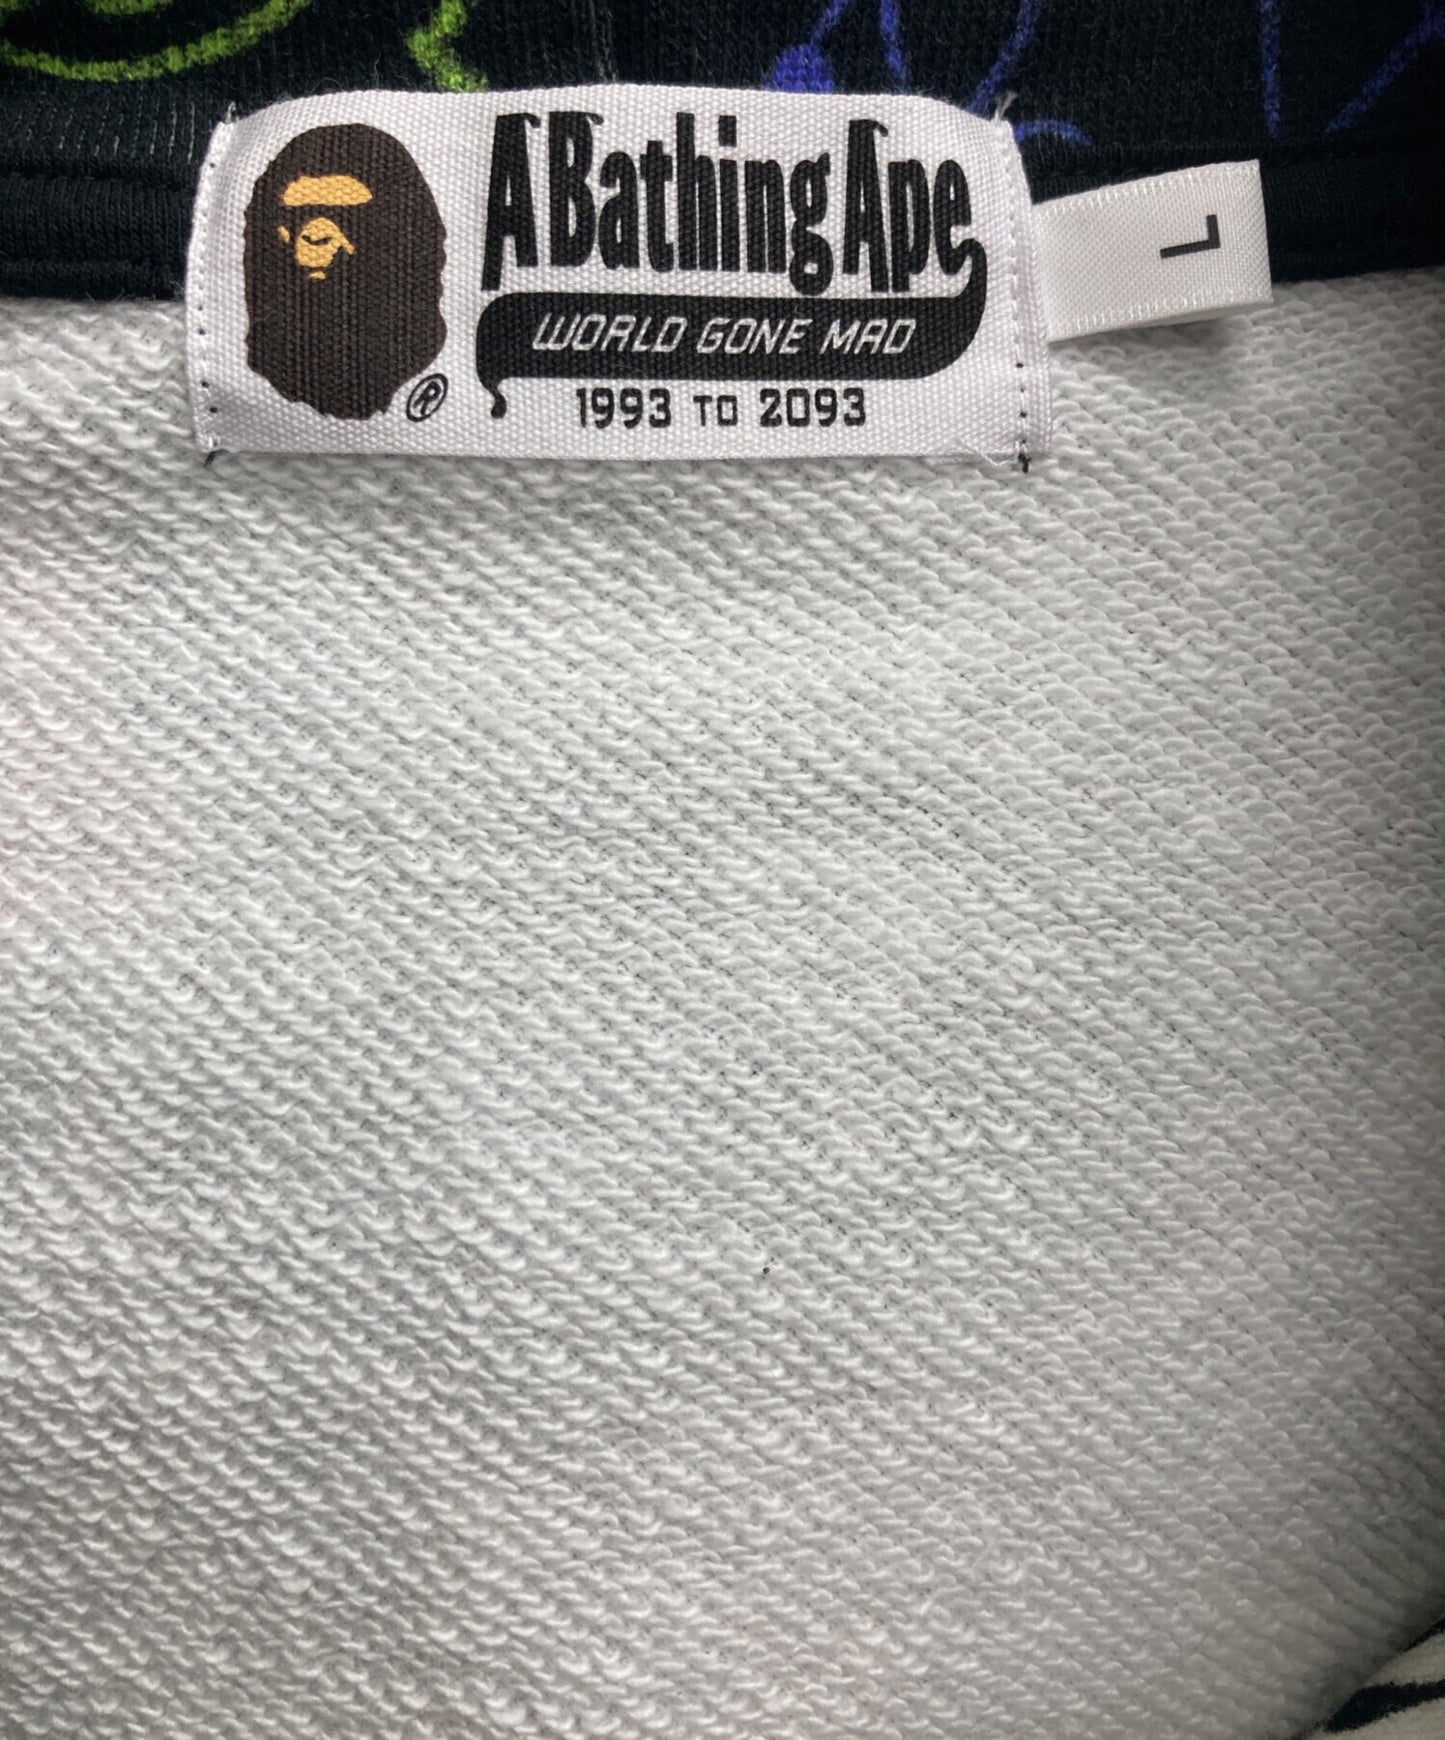 A Bathing Ape
WORLD GONE MAD
1993 TO 2093
®
L